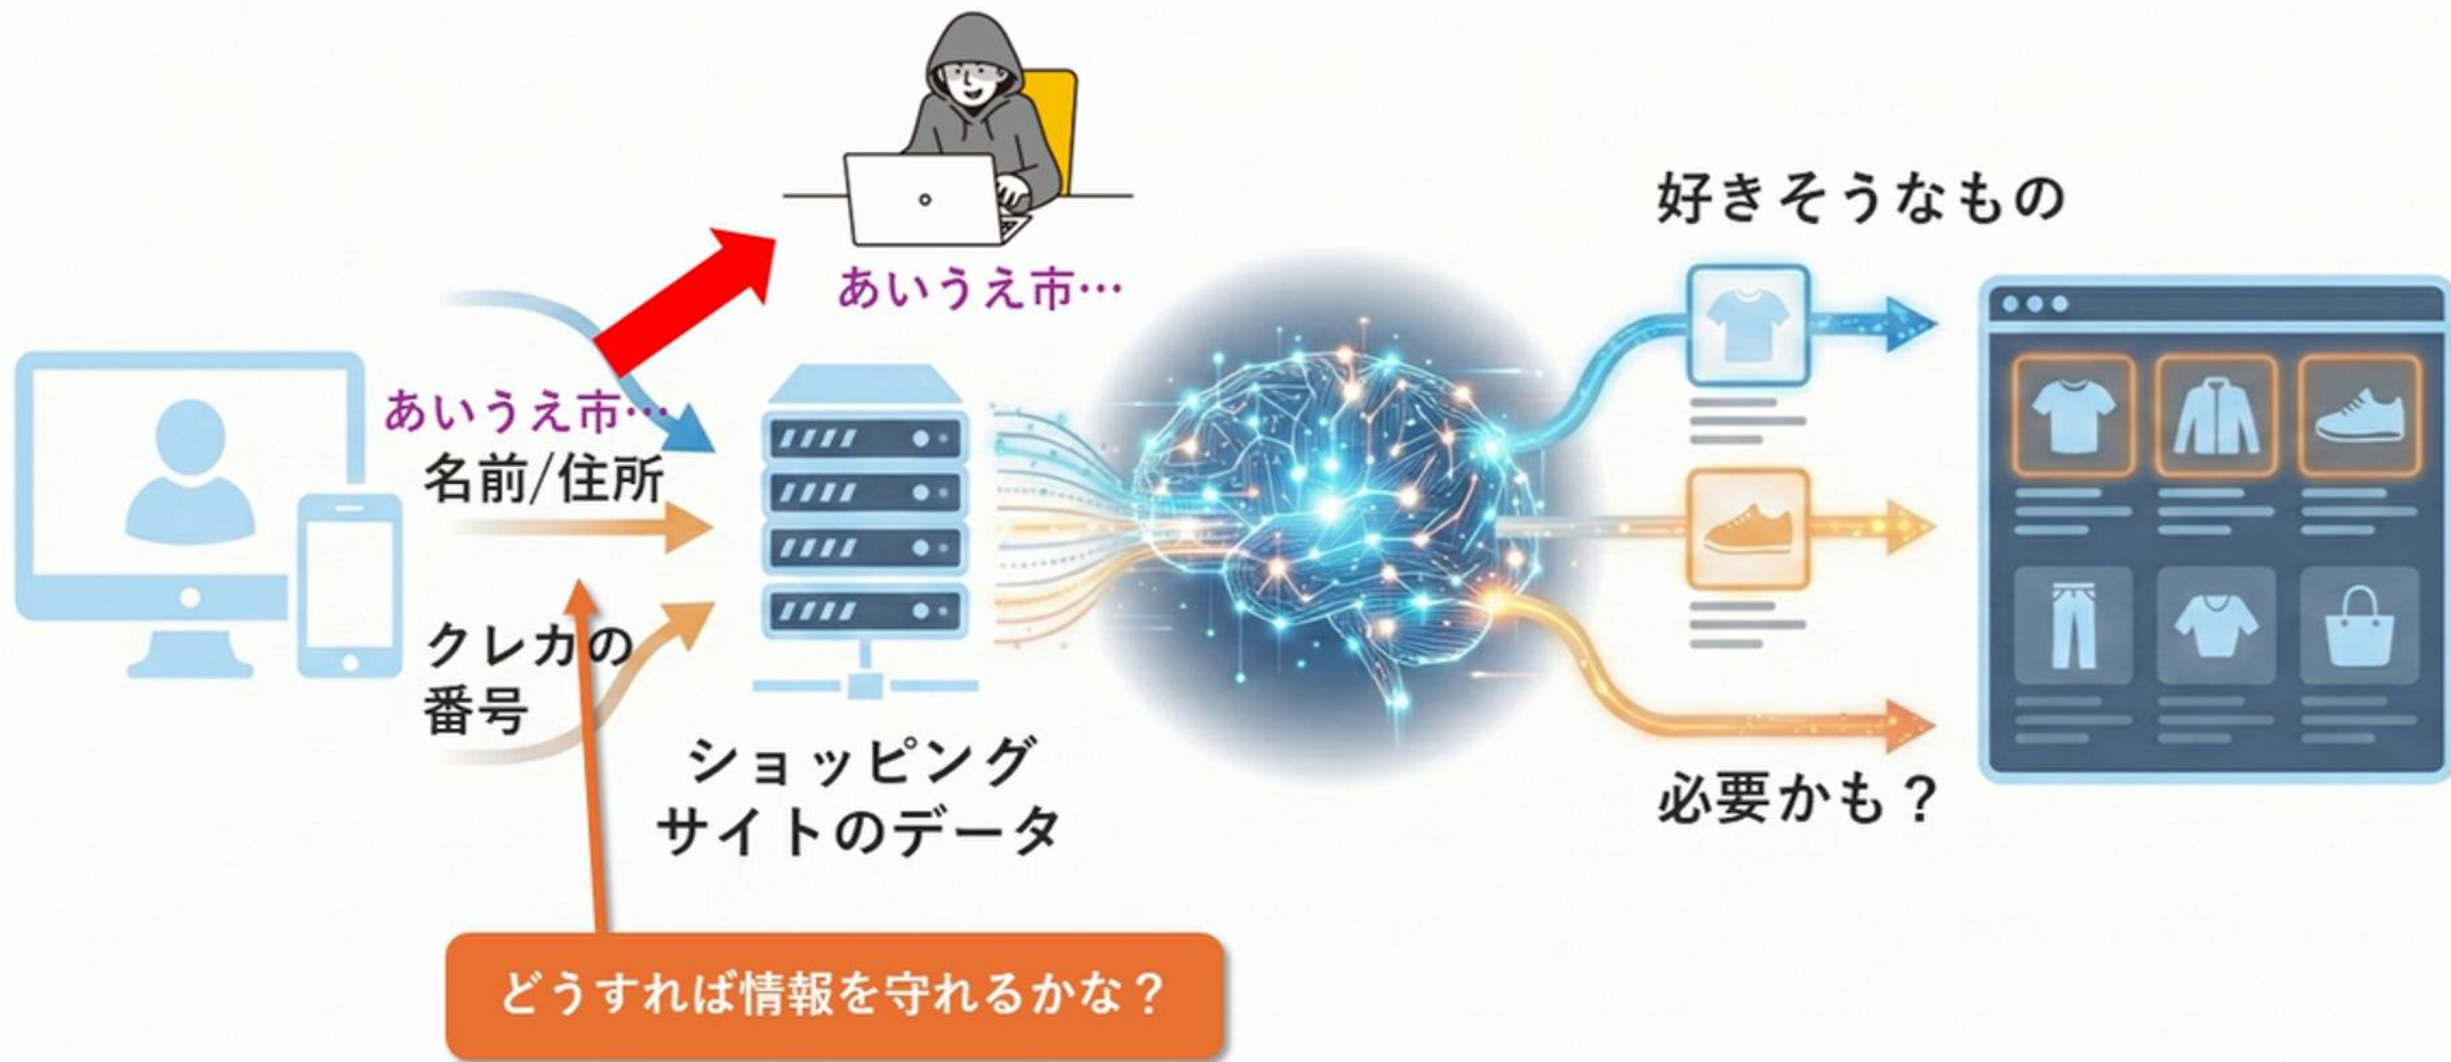 あいうえ市…
あいうえ市…
名前/住所
クレカの
番号
ショッピング
サイトのデータ
好きそうなもの
必要かも？
どうすれば情報を守れるかな？